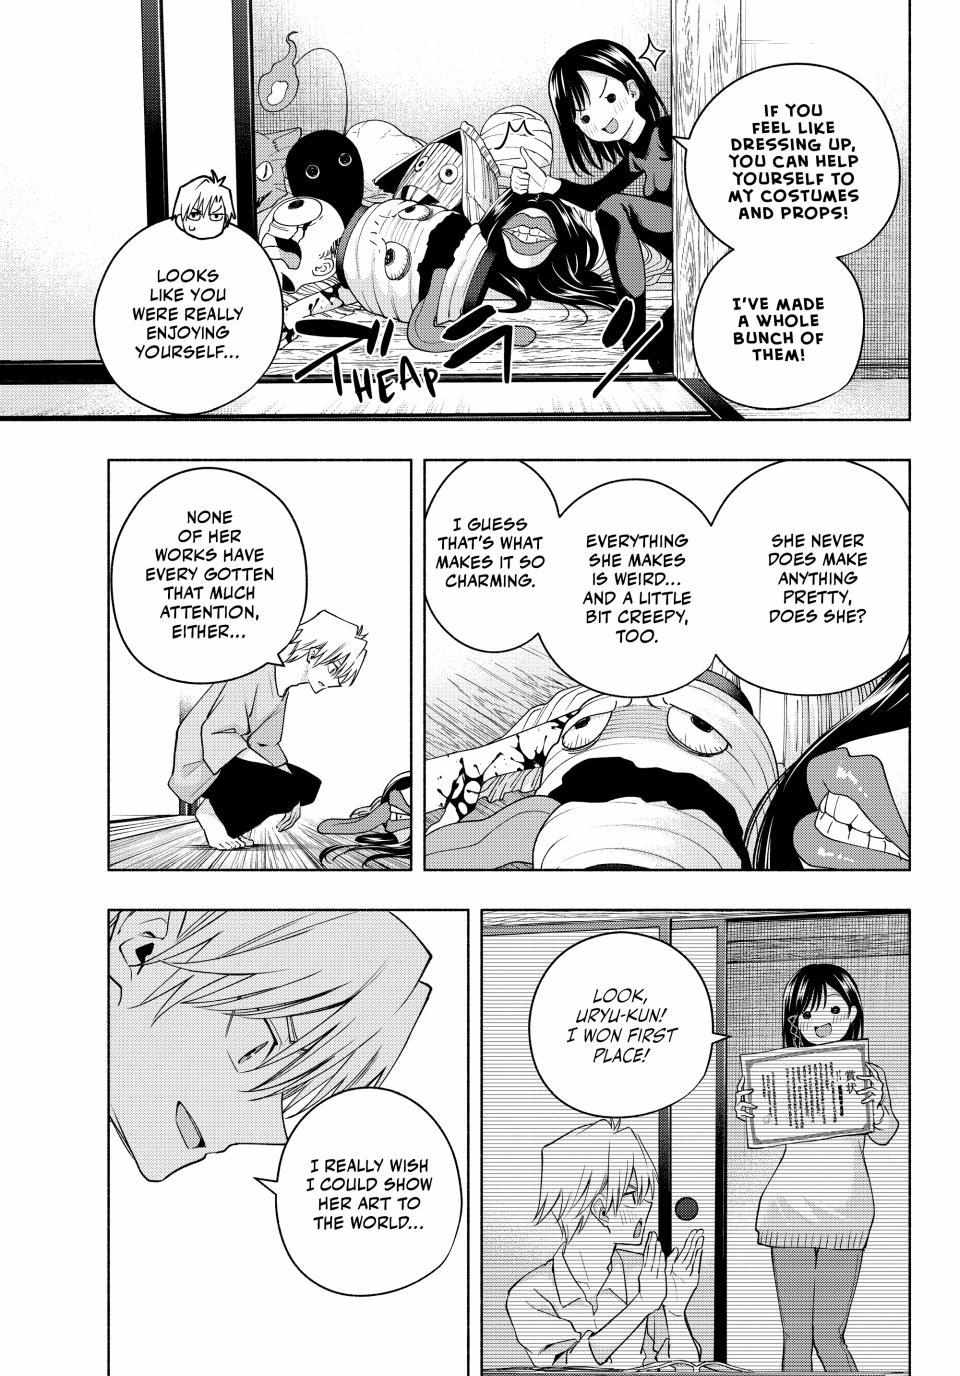 IF YOU
FEEL LIKE
DRESSING UP,
YOU CAN HELP
YOURSELF TO
MY COSTUMES
AND PROPS!
I'VE MADE
A WHOLE
BUNCH OF
THEM!
THEAP
LOOKS
LIKE YOU
WERE REALLY
ENJOYING
YOURSELF...
SHE NEVER
DOES MAKE
ANYTHING
PRETTY,
DOES SHE?
EVERYTHING
SHE MAKES
IS WEIRD...
AND A LITTLE
BIT CREEPY,
TOO.
I GUESS
THAT'S WHAT
MAKES IT SO
CHARMING.
NONE
OF HER
WORKS HAVE
EVERY GOTTEN
THAT MUCH
ATTENTION,
EITHER...
LOOK,
URYU-KUN!
I WON FIRST
PLACE!
賞状
I REALLY WISH
I COULD SHOW
HER ART TO
THE WORLD...